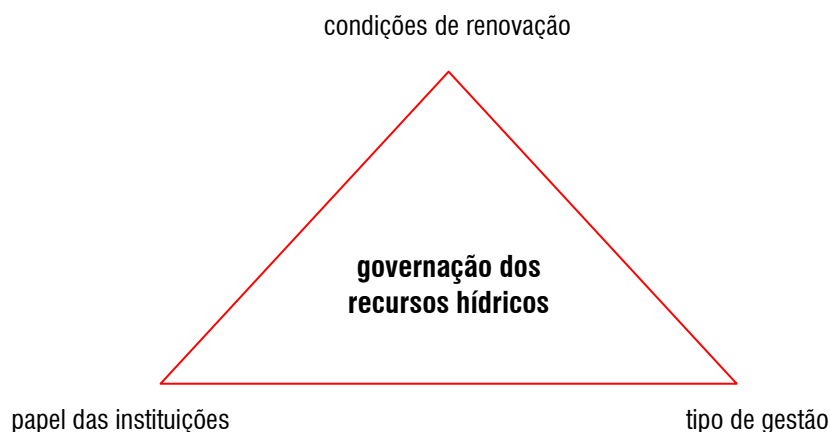 condições de renovação
governação dos
recursos hídricos
papel das instituições
tipo de gestão